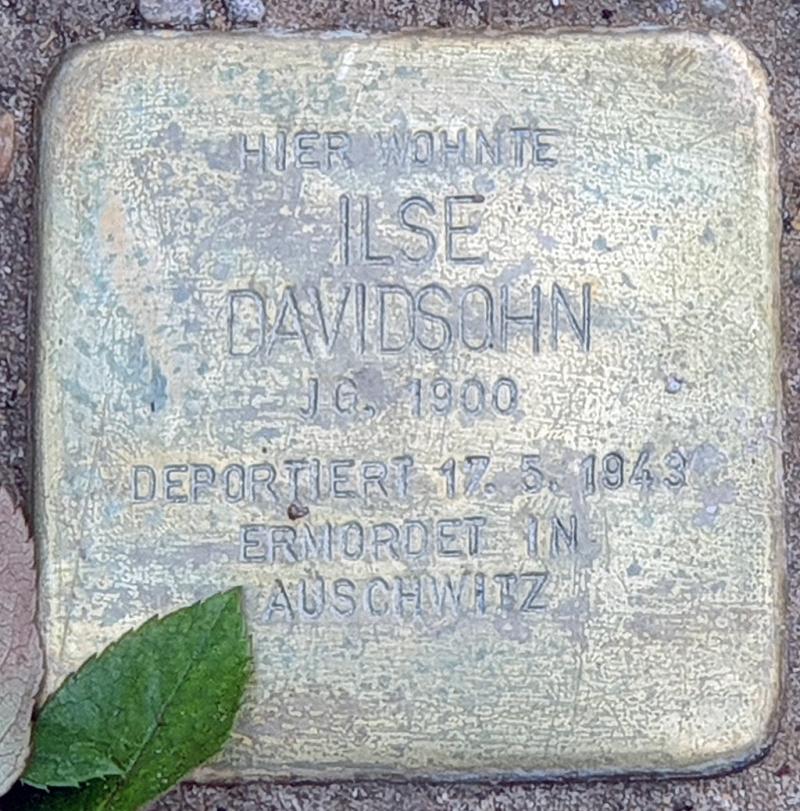 HIER WOHNTE
ILSE
DAVIDSOHN
JG. 1900
DEPORTIERT 17. 5. 1943
ERMORDET IN
AUSCHWITZ